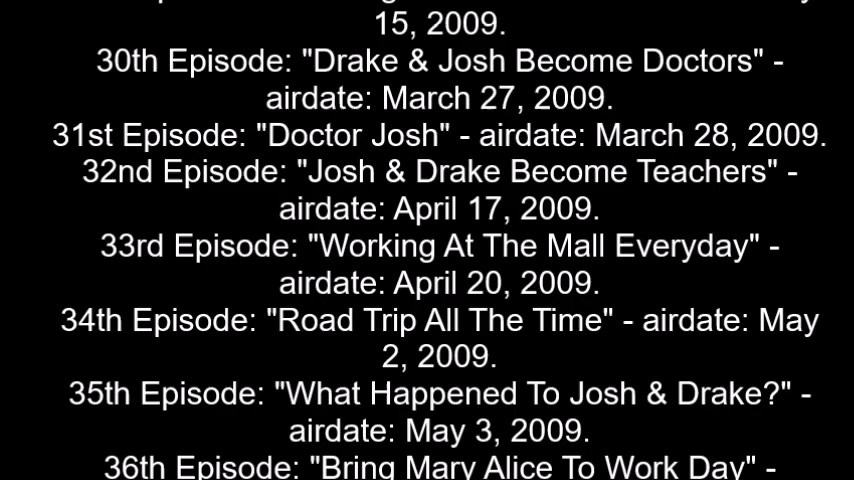 15, 2009.
30th Episode: "Drake & Josh Become Doctors" -
airdate: March 27, 2009.
31st Episode: "Doctor Josh" - airdate: March 28, 2009.
32nd Episode: "Josh & Drake Become Teachers" -
airdate: April 17, 2009.
33rd Episode: "Working At The Mall Everyday" -
airdate: April 20, 2009.
34th Episode: "Road Trip All The Time" - airdate: May
2, 2009.
35th Episode: "What Happened To Josh & Drake?" -
airdate: May 3, 2009.
36th Episode: "Bring Mary Alice To Work Day" -